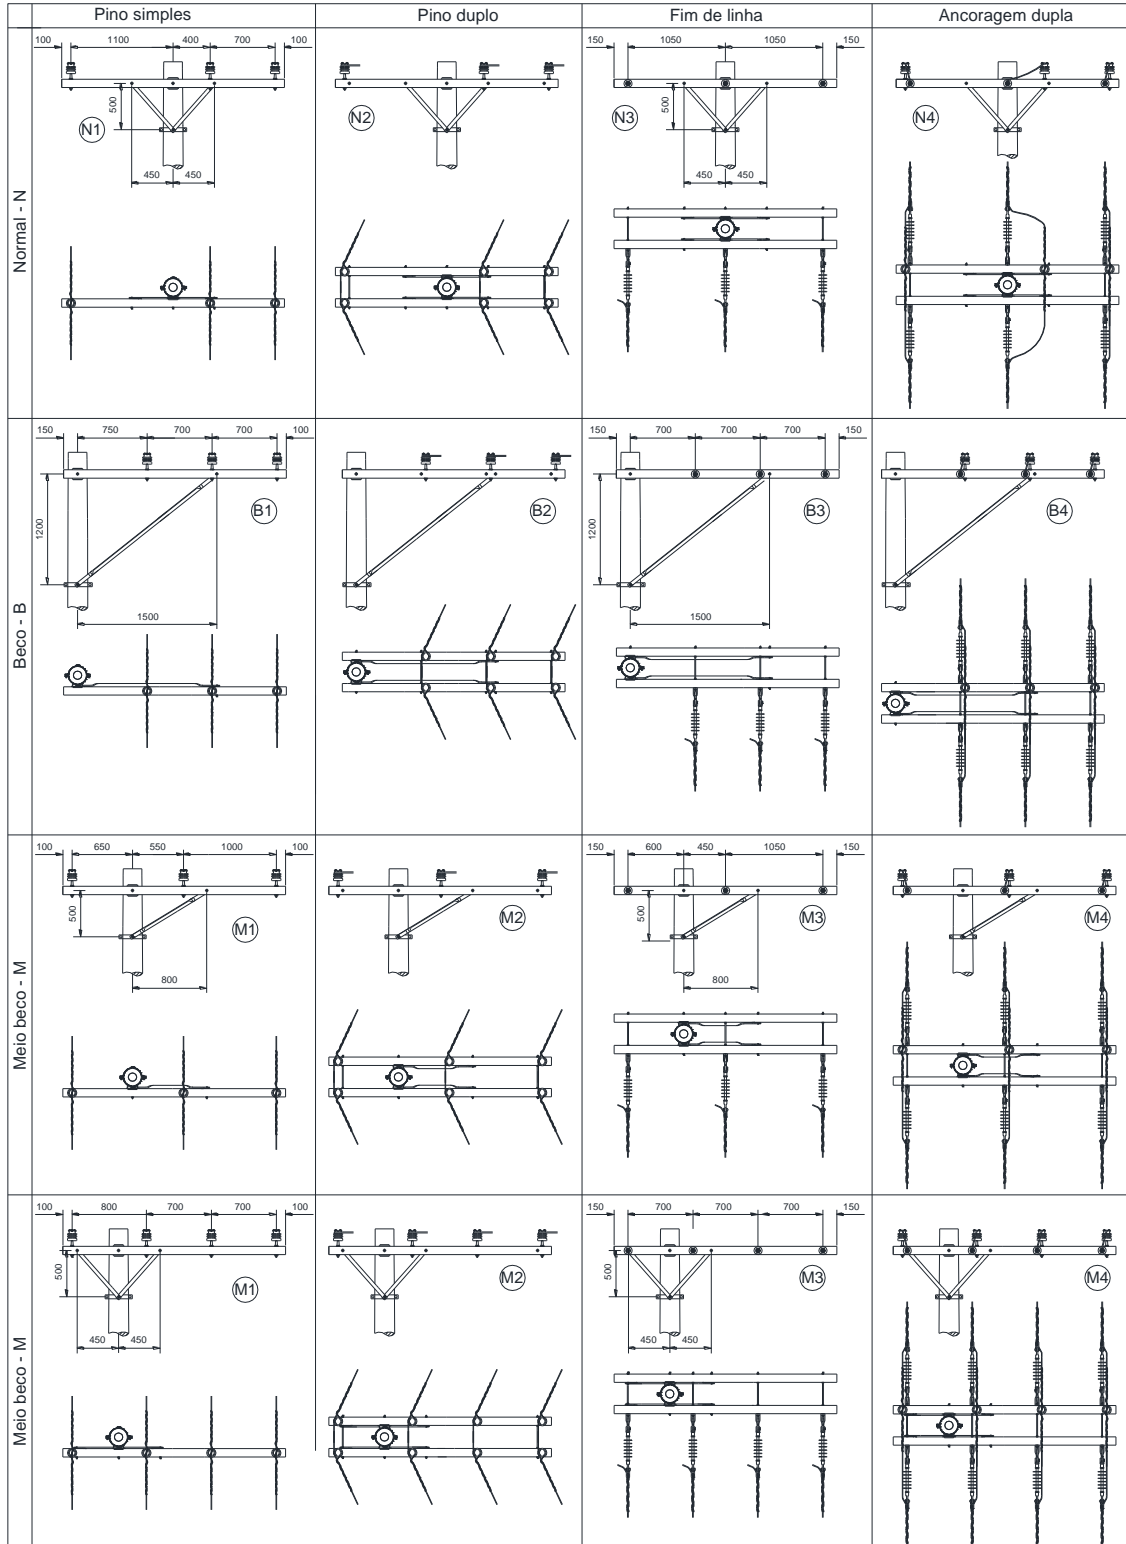 Pino simples
Pino duplo
Fim de linha
Ancoragem dupla
Normal - N
100 1100 400 700 100
500
N1
450 450
N2
150 1050 1050 150
500
N3
450 450
N4
Beco - B
150 750 700 700 100
1200
B1
1500
B2
150 700 700 700 150
1200
B3
1500
B4
Meio beco - M
100 650 550 1000 100
500
M1
800
M2
150 600 450 1050 150
500
M3
800
M4
Meio beco - M
100 800 700 700 100
500
M1
450 450
M2
150 700 700 700 150
500
M3
450 450
M4